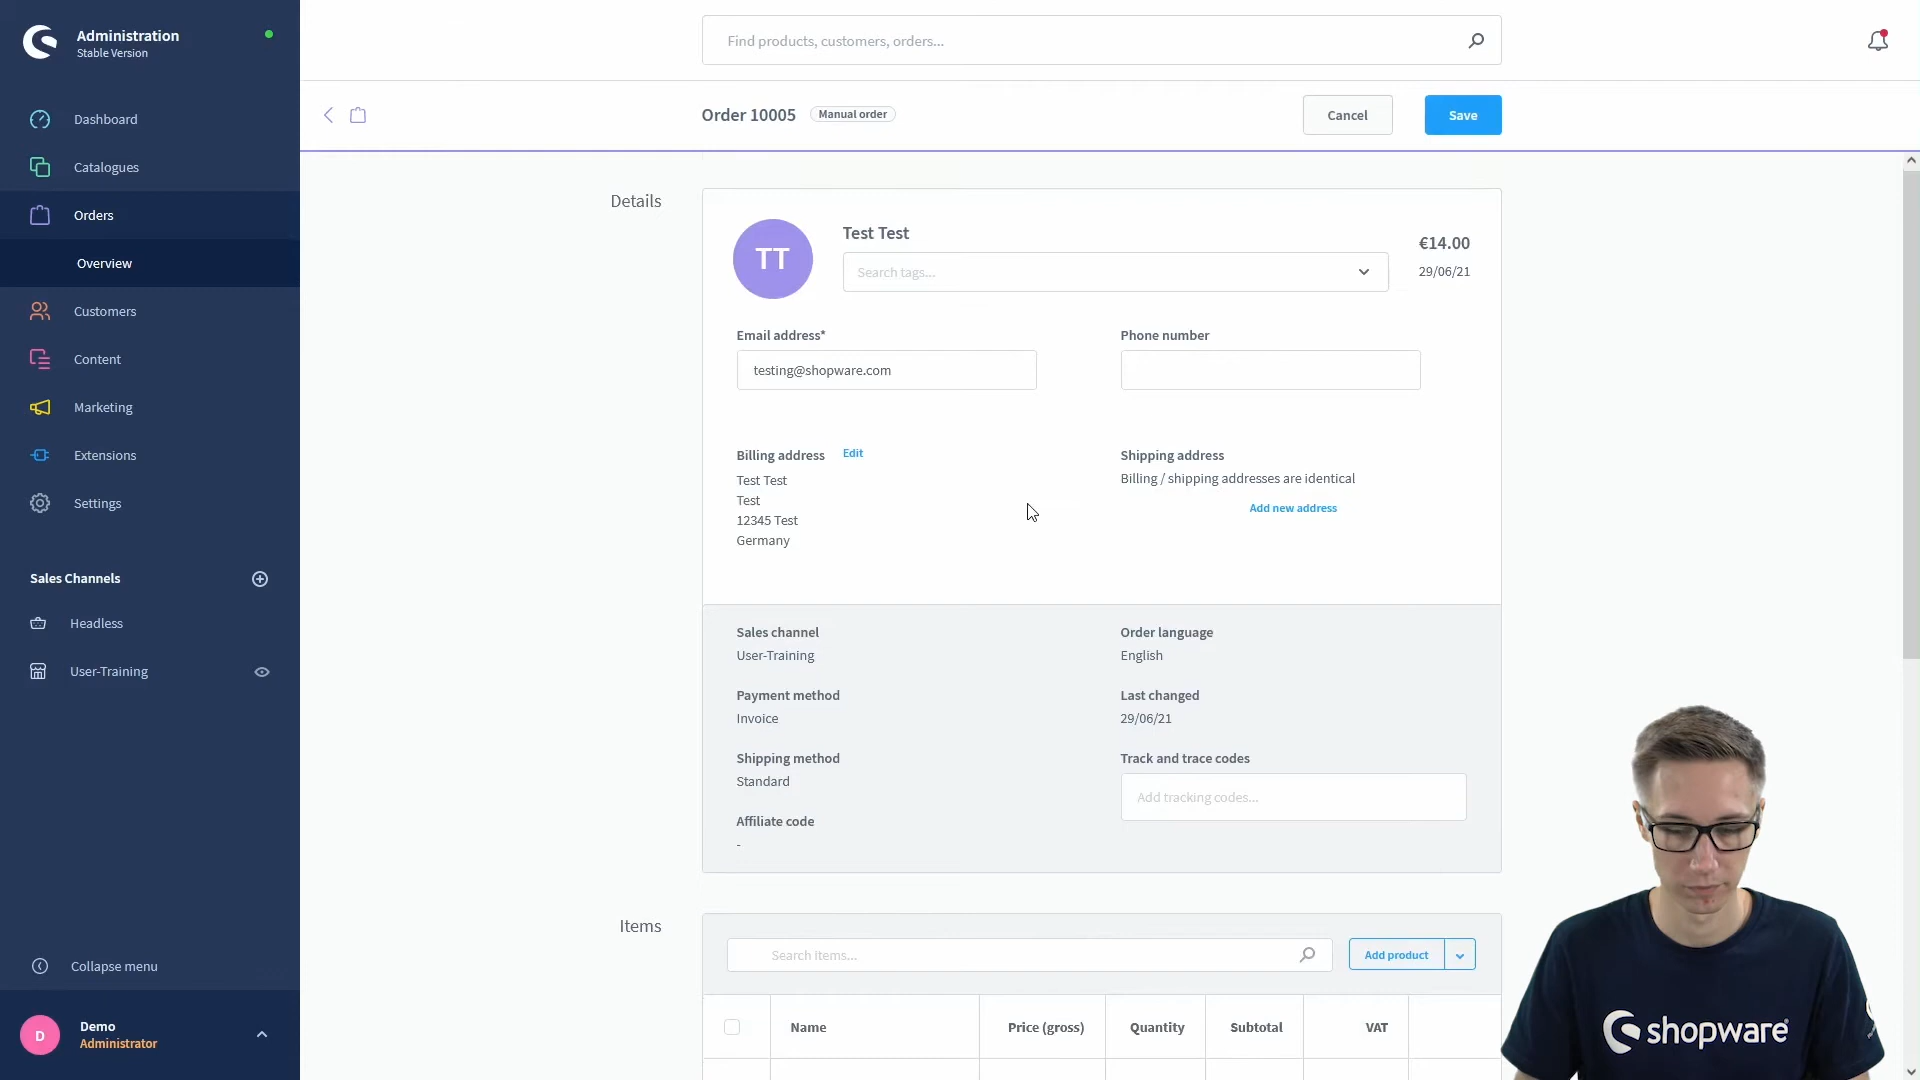 Administration
Stable Version
Find products, customers, orders...
Order 10005
Manual order
Cancel
Save
Dashboard
Catalogues
Orders
Overview
Customers
Content
Marketing
Extensions
Settings
Sales Channels
Headless
User-Training
Collapse menu
D
Demo
Administrator
Details
TT
Test Test
Search tags...
€14.00
29/06/21
Email address*
testing@shopware.com
Phone number
Billing address
Edit
Test Test
Test
12345 Test
Germany
Shipping address
Billing / shipping addresses are identical
Add new address
Sales channel
User-Training
Order language
English
Payment method
Invoice
Last changed
29/06/21
Shipping method
Standard
Track and trace codes
Add tracking codes...
Affiliate code
-
Items
Search items...
Add product
Name
Price (gross)
Quantity
Subtotal
VAT
shopware